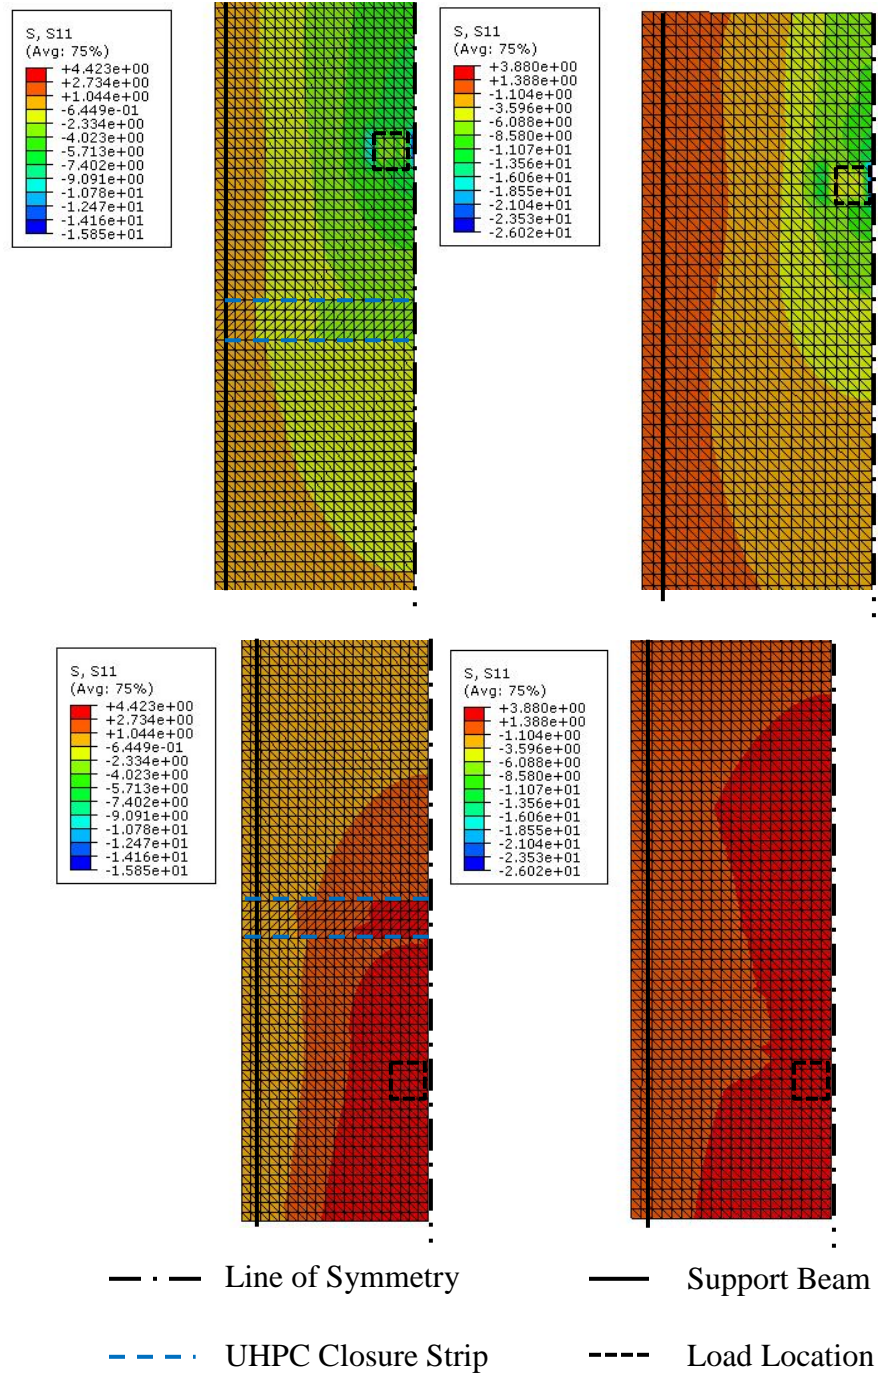 S, S11
(Avg: 75%)
+4.423e+00
+2.734e+00
+1.044e+00
-6.449e-01
-2.334e+00
-4.023e+00
-5.713e+00
-7.402e+00
-9.091e+00
-1.078e+01
-1.247e+01
-1.416e+01
-1.585e+01
S, S11
(Avg: 75%)
+3.880e+00
+1.388e+00
-1.104e+00
-3.596e+00
-6.088e+00
-8.580e+00
-1.107e+01
-1.356e+01
-1.606e+01
-1.855e+01
-2.104e+01
-2.353e+01
-2.602e+01
S, S11
(Avg: 75%)
+4.423e+00
+2.734e+00
+1.044e+00
-6.449e-01
-2.334e+00
-4.023e+00
-5.713e+00
-7.402e+00
-9.091e+00
-1.078e+01
-1.247e+01
-1.416e+01
-1.585e+01
S, S11
(Avg: 75%)
+3.880e+00
+1.388e+00
-1.104e+00
-3.596e+00
-6.088e+00
-8.580e+00
-1.107e+01
-1.356e+01
-1.606e+01
-1.855e+01
-2.104e+01
-2.353e+01
-2.602e+01
Line of Symmetry
Support Beam
UHPC Closure Strip
Load Location